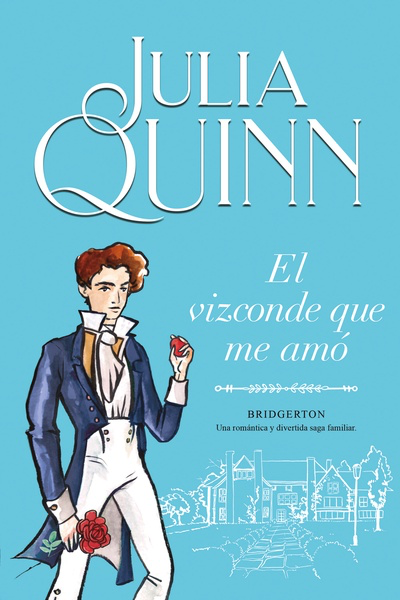 JULIA
QUINN
El
vizconde que
me amó
BRIDGERTON
Una romántica y divertida saga familiar.